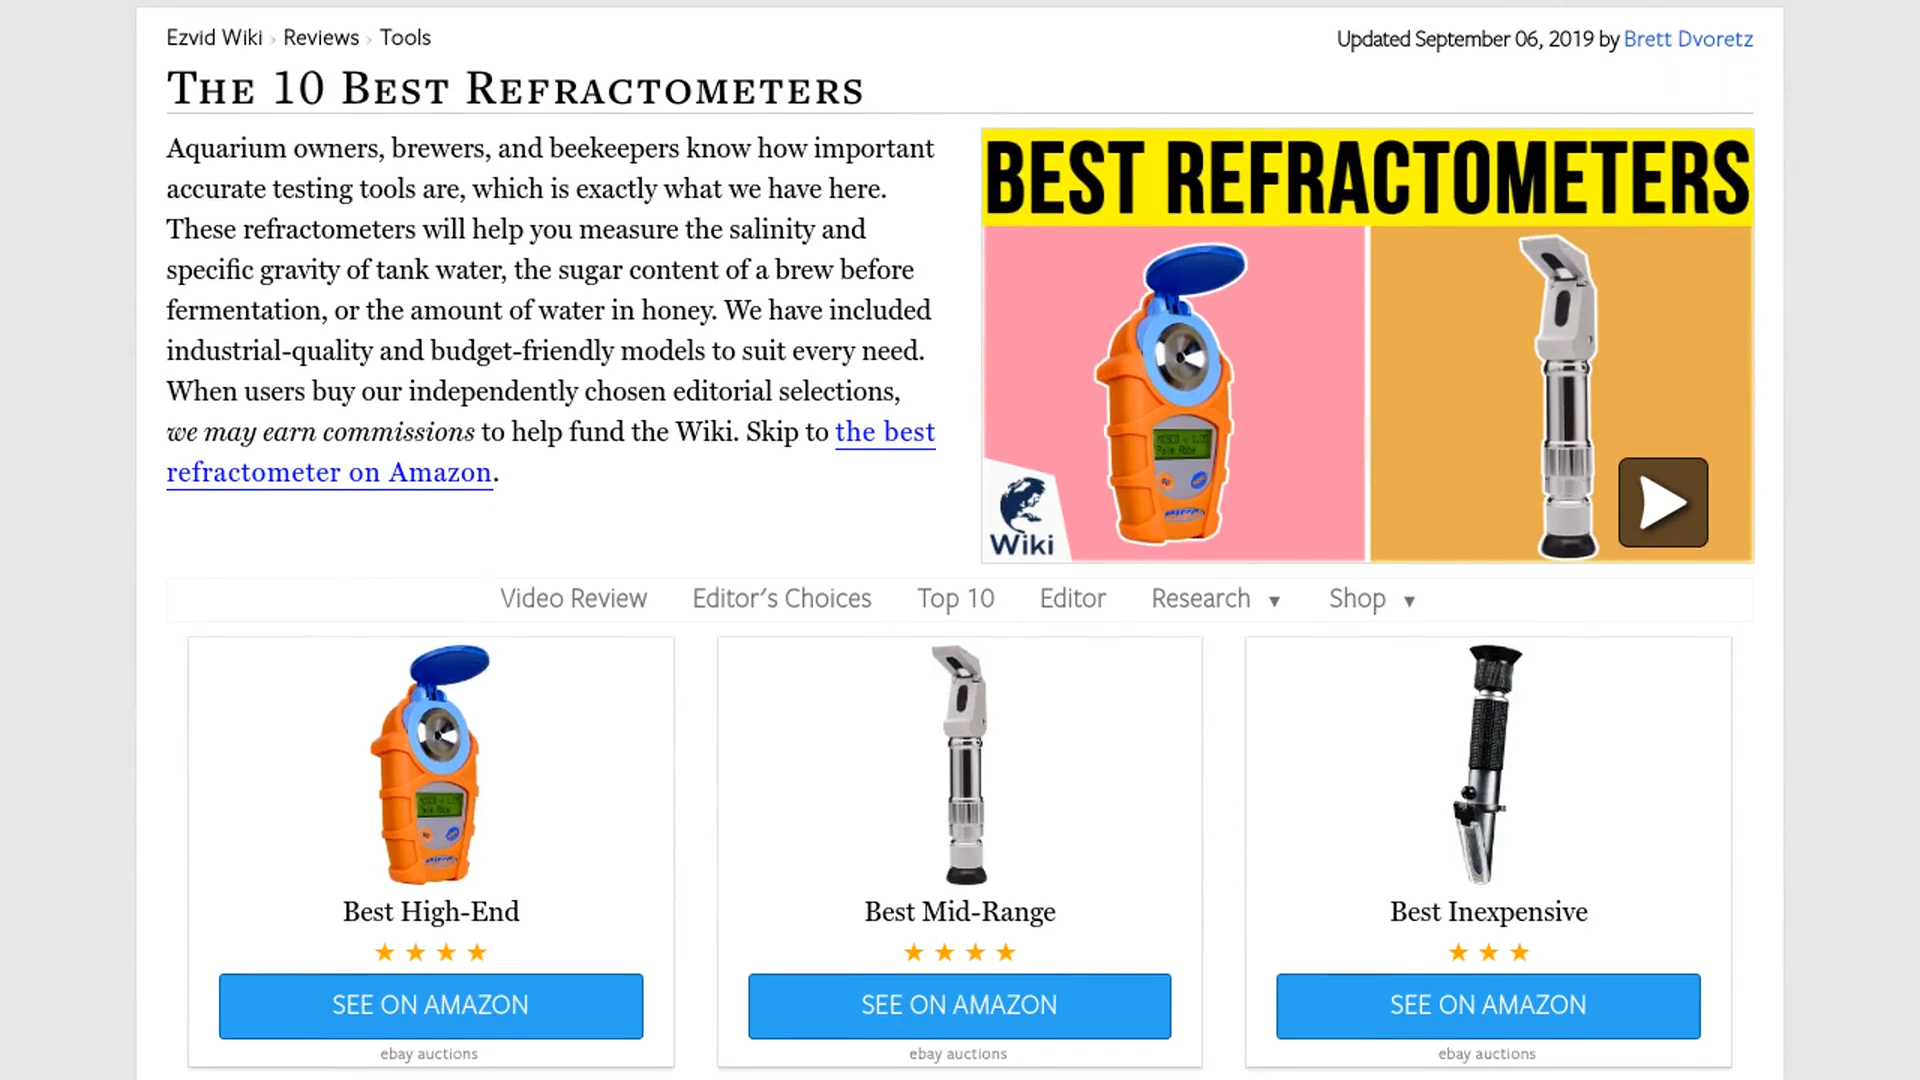 Ezvid Wiki › Reviews › Tools
Updated September 06, 2019 by Brett Dvoretz
The 10 Best Refractometers
Aquarium owners, brewers, and beekeepers know how important
accurate testing tools are, which is exactly what we have here.
These refractometers will help you measure the salinity and
specific gravity of tank water, the sugar content of a brew before
fermentation, or the amount of water in honey. We have included
industrial-quality and budget-friendly models to suit every need.
When users buy our independently chosen editorial selections,
we may earn commissions to help fund the Wiki. Skip to the best
refractometer on Amazon.
BEST REFRACTOMETERS
Wiki
Video Review Editor's Choices Top 10 Editor Research ▼ Shop ▼
Best High-End
SEE ON AMAZON
ebay auctions
Best Mid-Range
SEE ON AMAZON
ebay auctions
Best Inexpensive
SEE ON AMAZON
ebay auctions